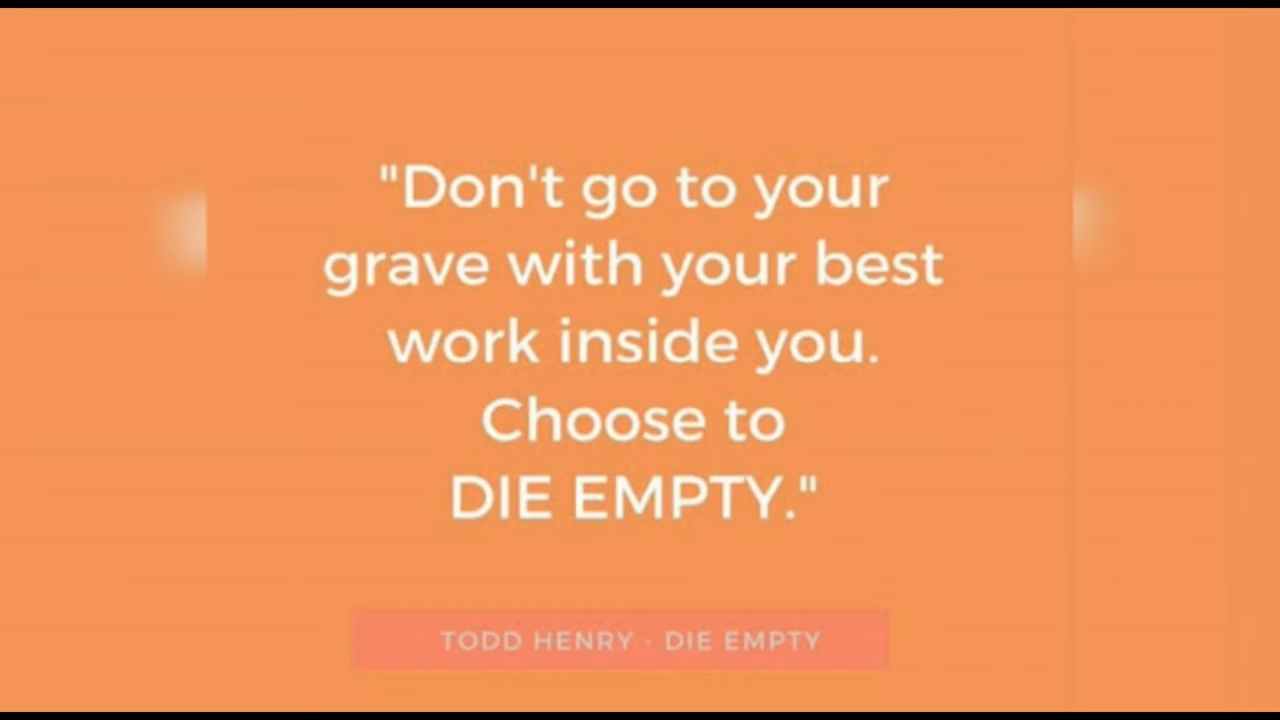 "Don't go to your
grave with your best
work inside you.
Choose to
DIE EMPTY."
TODD HENRY - DIE EMPTY